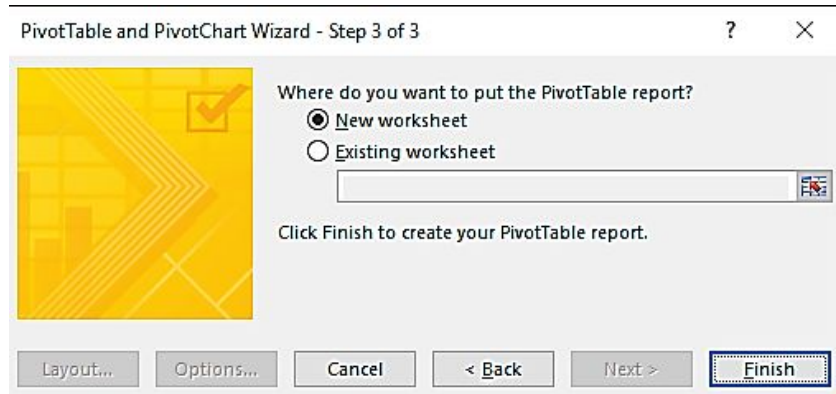 PivotTable and PivotChart Wizard - Step 3 of 3 ?
Where do you want to put the PivotTable report?
New worksheet
Existing worksheet
Click Finish to create your PivotTable report.
Layout... Options... Cancel < Back Next > Finish